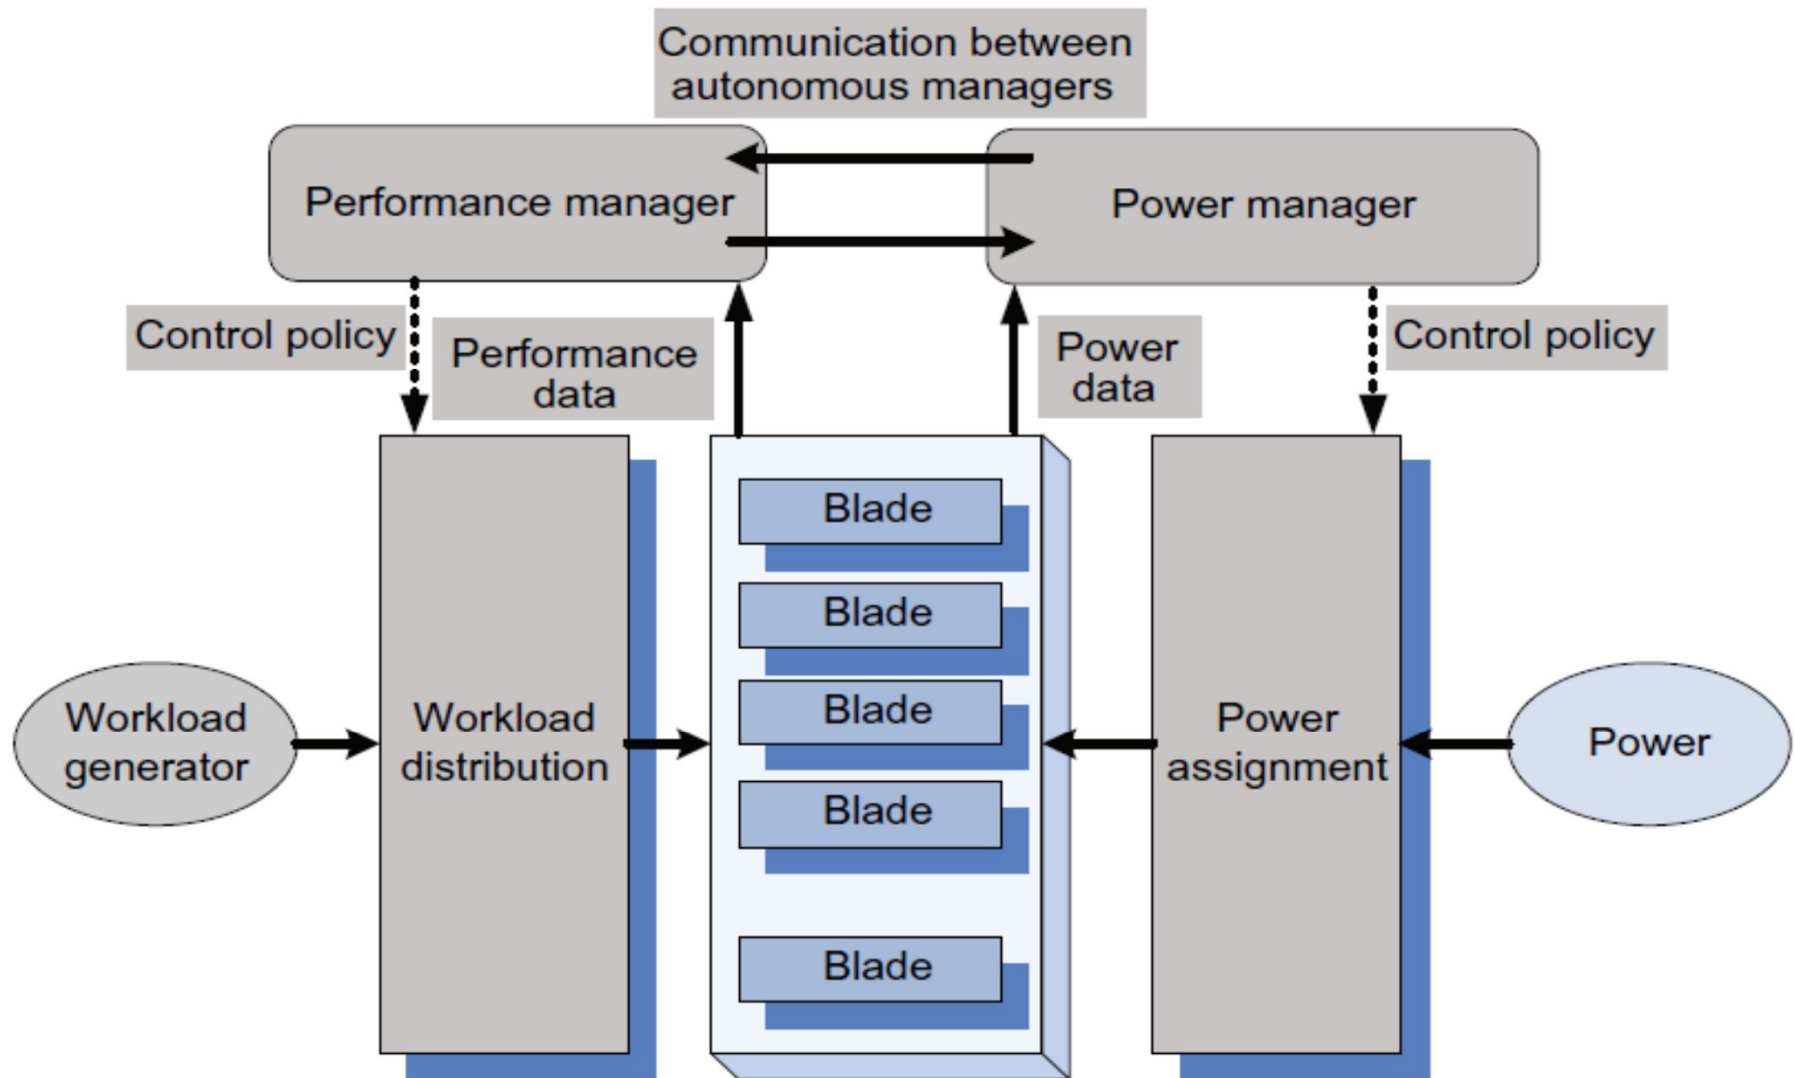 Communication between
autonomous managers
Performance manager
Power manager
Control policy
Performance
data
Power
data
Control policy
Blade
Blade
Blade
Blade
Blade
Workload
generator
Workload
distribution
Power
assignment
Power